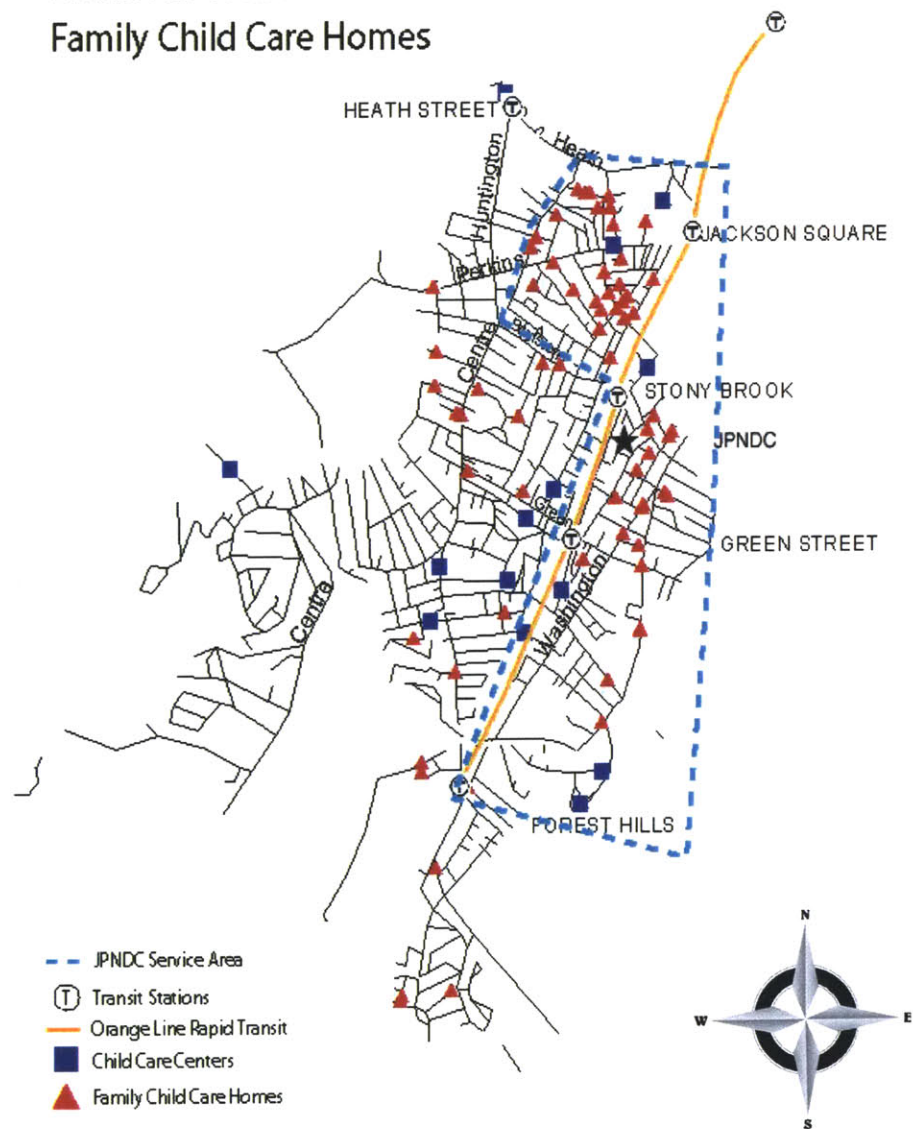 Family Child Care Homes
T
HEATH STREET T
Heath
Huntington
T JACKSON SQUARE
Perkins
Centre
T STONY BROOK
JPNDC
Green
T
GREEN STREET
Washington
Centre
T
FOREST HILLS
N
W E
S
JPNDC Service Area
T Transit Stations
Orange Line Rapid Transit
Child Care Centers
Family Child Care Homes